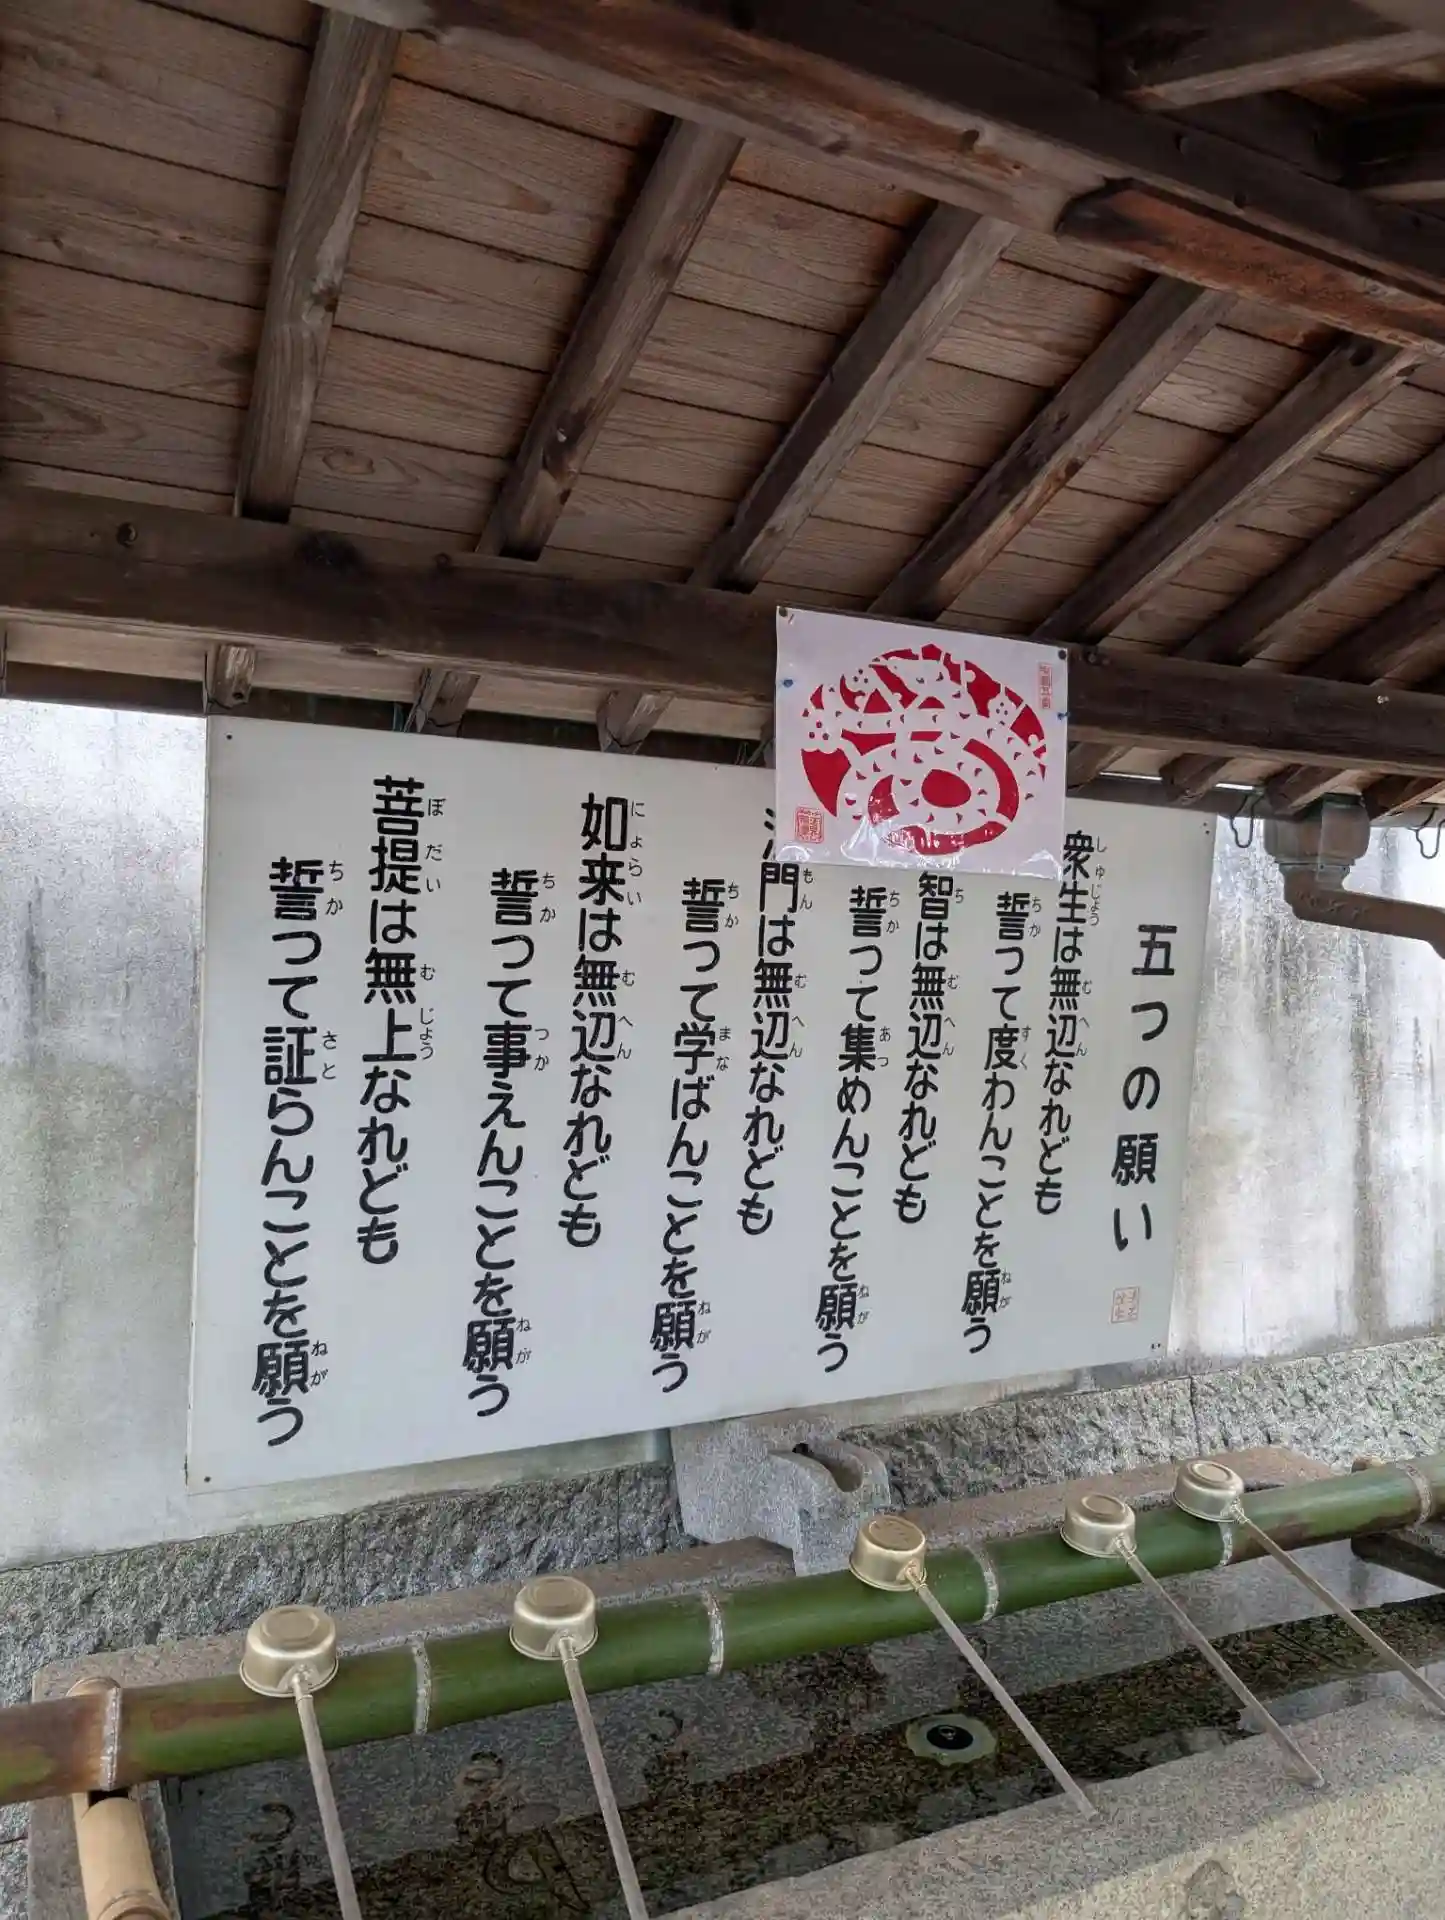 五つの願い
衆生は無辺なれども
誓つて度わんことを願う
智は無辺なれども
誓つて集めんことを願う
門は無辺なれども
誓つて学ばんことを願う
如来は無辺なれども
誓つて事えんことを願う
菩提は無上なれども
誓つて証らんことを願う